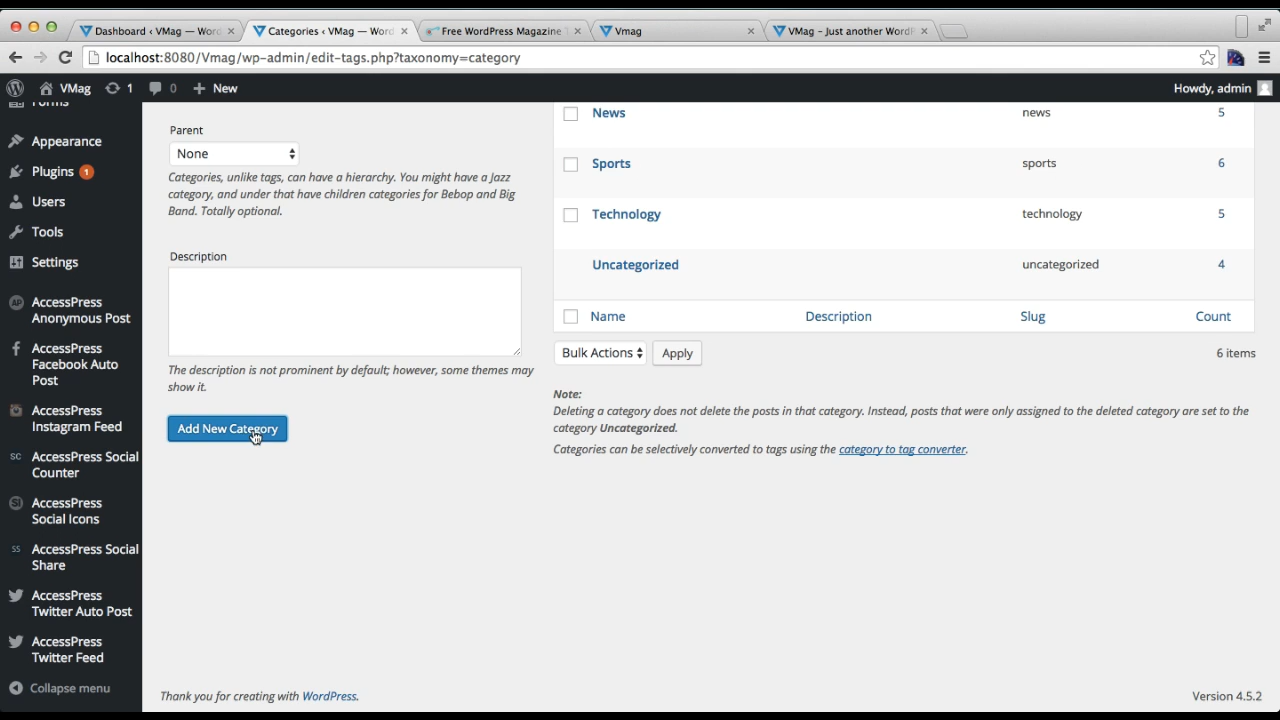 Dashboard ‹ VMag — Word
Categories ‹ VMag — Word
Free WordPress Magazine T
Vmag
VMag – Just another WordP
localhost:8080/Vmag/wp-admin/edit-tags.php?taxonomy=category
VMag
1
0
New
Howdy, admin
Forms
Appearance
Plugins 1
Users
Tools
Settings
AccessPress
Anonymous Post
AccessPress
Facebook Auto
Post
AccessPress
Instagram Feed
SC
AccessPress Social
Counter
AccessPress
Social Icons
SS
AccessPress Social
Share
AccessPress
Twitter Auto Post
AccessPress
Twitter Feed
Collapse menu
Parent
None
Categories, unlike tags, can have a hierarchy. You might have a Jazz
category, and under that have children categories for Bebop and Big
Band. Totally optional.
Description
The description is not prominent by default; however, some themes may
show it.
Add New Category
News news 5
Sports sports 6
Technology technology 5
Uncategorized uncategorized 4
Name Description Slug Count
Bulk Actions
Apply
6 items
Note:
Deleting a category does not delete the posts in that category. Instead, posts that were only assigned to the deleted category are set to the
category Uncategorized.
Categories can be selectively converted to tags using the category to tag converter.
Thank you for creating with WordPress.
Version 4.5.2